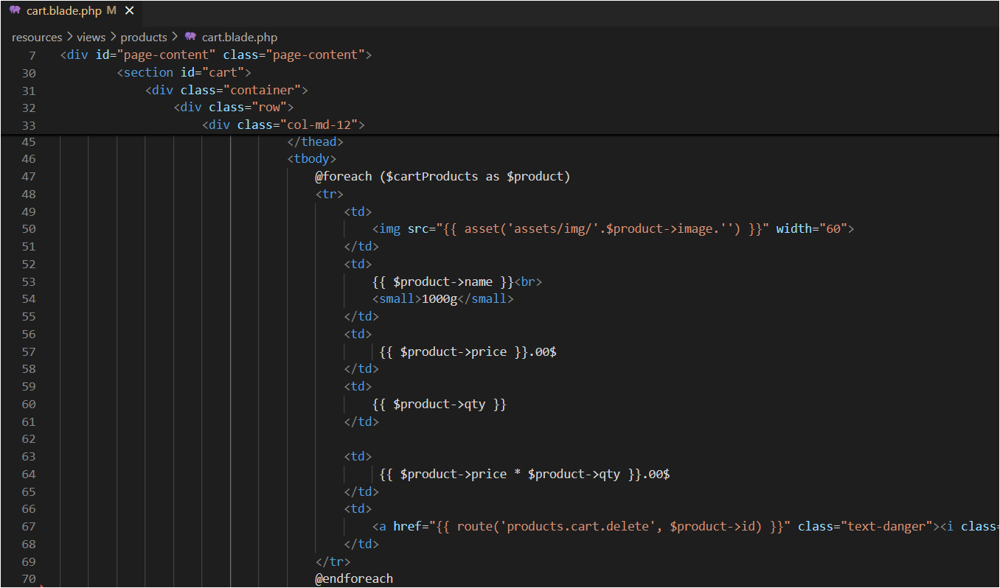 cart.blade.php M ✕
resources > views > products > cart.blade.php
7 <div id="page-content" class="page-content">
30 <section id="cart">
31 <div class="container">
32 <div class="row">
33 <div class="col-md-12">
45 </thead>
46 <tbody>
47 @foreach ($cartProducts as $product)
48 <tr>
49 <td>
50 <img src="{{ asset('assets/img/'.$product->image.'') }}" width="60">
51 </td>
52 <td>
53 {{ $product->name }}<br>
54 <small>1000g</small>
55 </td>
56 <td>
57 {{ $product->price }}.00$
58 </td>
59 <td>
60 {{ $product->qty }}
61 </td>
62
63 <td>
64 {{ $product->price * $product->qty }}.00$
65 </td>
66 <td>
67 <a href="{{ route('products.cart.delete', $product->id) }}" class="text-danger"><i class=
68 </td>
69 </tr>
70 @endforeach